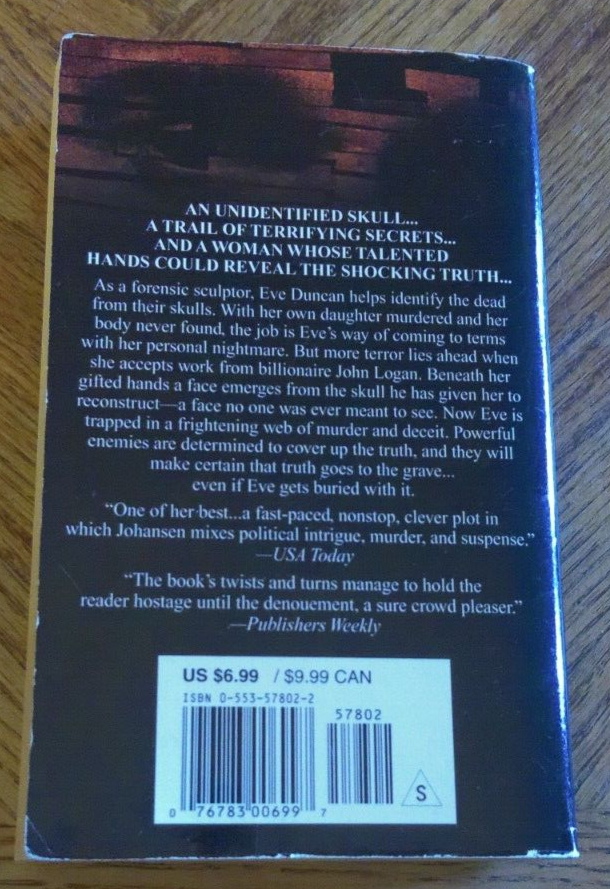 AN UNIDENTIFIED SKULL...
A TRAIL OF TERRIFYING SECRETS...
AND A WOMAN WHOSE TALENTED
HANDS COULD REVEAL THE SHOCKING TRUTH...
As a forensic sculptor, Eve Duncan helps identify the dead
from their skulls. With her own daughter murdered and her
body never found, the job is Eve's way of coming to terms
with her personal nightmare. But more terror lies ahead when
she accepts work from billionaire John Logan. Beneath her
gifted hands a face emerges from the skull he has given her to
reconstruct—a face no one was ever meant to see. Now Eve is
trapped in a frightening web of murder and deceit. Powerful
enemies are determined to cover up the truth, and they will
make certain that truth goes to the grave...
even if Eve gets buried with it.
"One of her best...a fast-paced, nonstop, clever plot in
which Johansen mixes political intrigue, murder, and suspense."
—USA Today
"The book's twists and turns manage to hold the
reader hostage until the denouement, a sure crowd pleaser."
—Publishers Weekly
US $6.99 / $9.99 CAN
ISBN 0-553-57802-2
57802
S
0 76783 00699 7